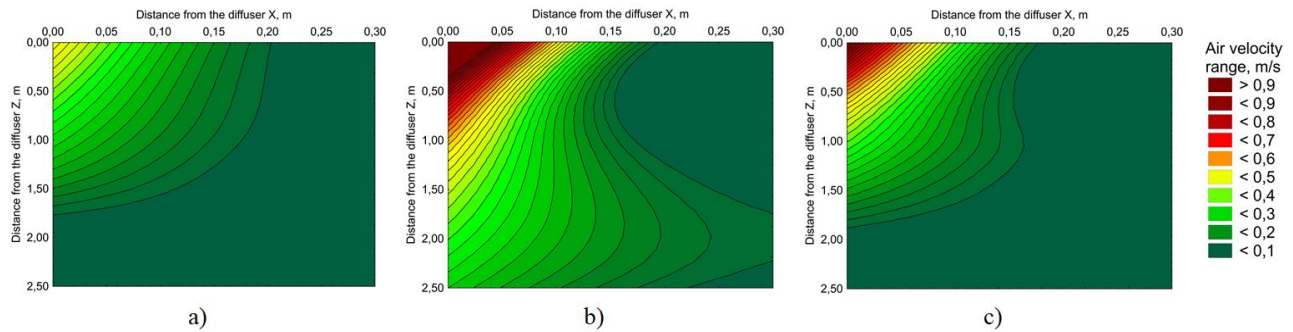 Distance from the diffuser X, m
0,00 0,05 0,10 0,15 0,20 0,30
Distance from the diffuser Z, m
0,00
0,50
1,00
1,50
2,00
2,50
a)
Distance from the diffuser X, m
0,00 0,05 0,10 0,15 0,20 0,30
Distance from the diffuser Z, m
0,00
0,50
1,00
1,50
2,00
2,50
b)
Distance from the diffuser X, m
0,00 0,05 0,10 0,15 0,20 0,30
Distance from the diffuser Z, m
0,00
0,50
1,00
1,50
2,00
2,50
c)
Air velocity
range, m/s
> 0,9
< 0,9
< 0,8
< 0,7
< 0,6
< 0,5
< 0,4
< 0,3
< 0,2
< 0,1